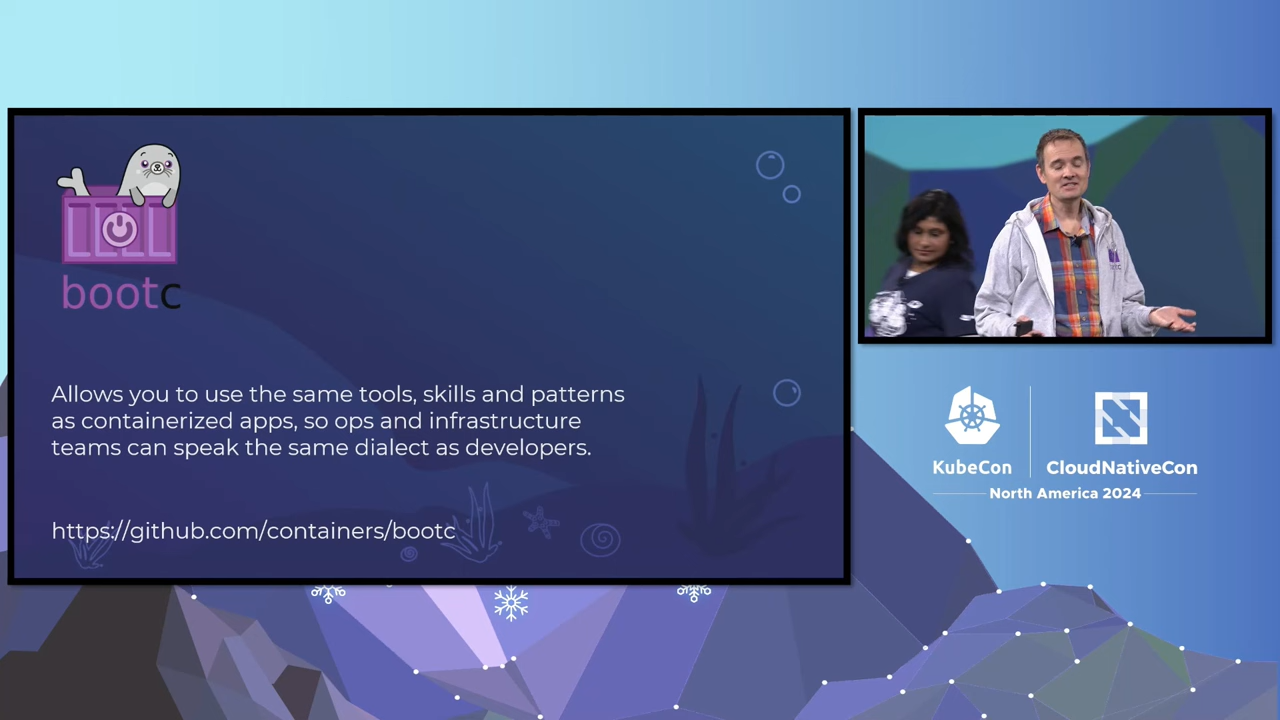 bootc
Allows you to use the same tools, skills and patterns
as containerized apps, so ops and infrastructure
teams can speak the same dialect as developers.
https://github.com/containers/bootc
KubeCon
CloudNativeCon
North America 2024